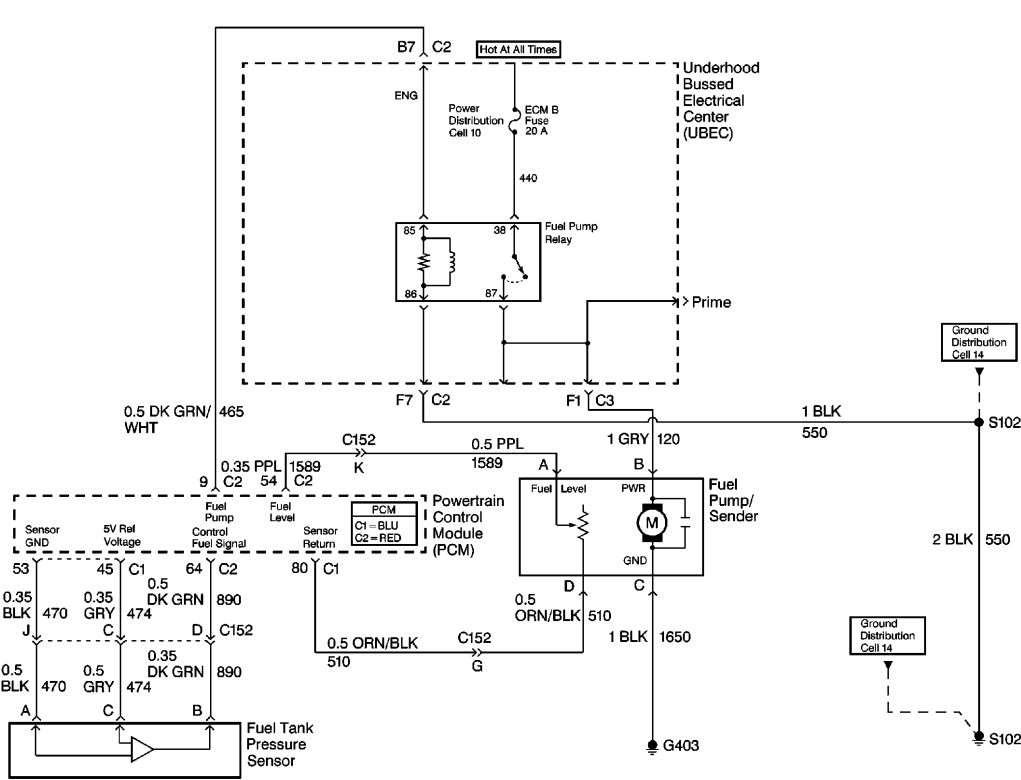 B7 C2
Hot At All Times
Underhood
Bussed
Electrical
Center
(UBEC)
ENG
Power
Distribution
Cell 10
ECM B
Fuse
20 A
440
85
38
Fuel Pump
Relay
86
87
Prime
Ground
Distribution
Cell 14
F7 C2
F1 C3
0.5 DK GRN/
WHT
465
1 BLK
550
S102
C152
K
0.5 PPL
1589
1 GRY
120
0.35 PPL
1589
9 C2
54 C2
A
B
Fuel
Pump
Control
Fuel Signal
Fuel
Level
PCM
C1=BLU
C2=RED
Powertrain
Control
Module
(PCM)
Sensor
GND
5V Ref
Voltage
Sensor
Return
Fuel Level
PWR
M
GND
Fuel
Pump/
Sender
2 BLK
550
53
45 C1
64 C2
80 C1
D
C
0.35
BLK
470
0.35
GRY
474
0.5
DK GRN
890
0.5
ORN/BLK
510
J
C
D C152
0.5 ORN/BLK
510
C152
G
1 BLK
1650
Ground
Distribution
Cell 14
0.5
BLK
470
0.5
GRY
474
0.35
DK GRN
890
A
C
B
Fuel Tank
Pressure
Sensor
G403
S102